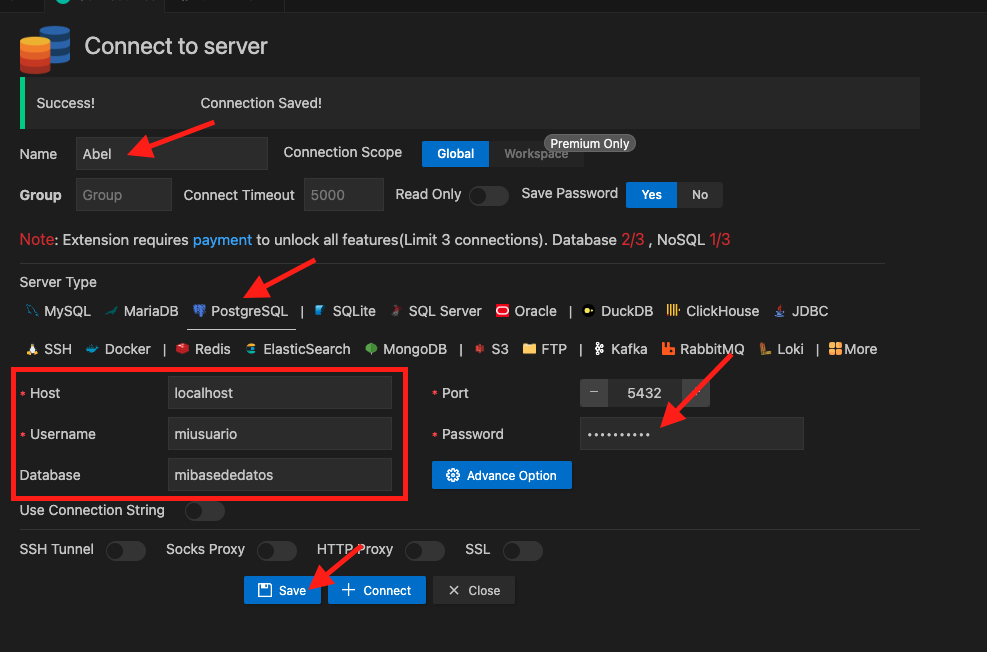 Connect to server
Success! Connection Saved!
Name Abel Connection Scope Global Workspace Premium Only
Group Group Connect Timeout 5000 Read Only Save Password Yes No
Note: Extension requires payment to unlock all features(Limit 3 connections). Database 2/3 , NoSQL 1/3
Server Type
MySQL MariaDB PostgreSQL | SQLite SQL Server Oracle | DuckDB ClickHouse JDBC
SSH Docker | Redis ElasticSearch MongoDB | S3 FTP | Kafka RabbitMQ Loki | More
* Host localhost * Port − 5432 +
* Username miusuario * Password ••••••••••
Database mibasededatos Advance Option
Use Connection String
SSH Tunnel Socks Proxy HTTP Proxy SSL
Save Connect Close